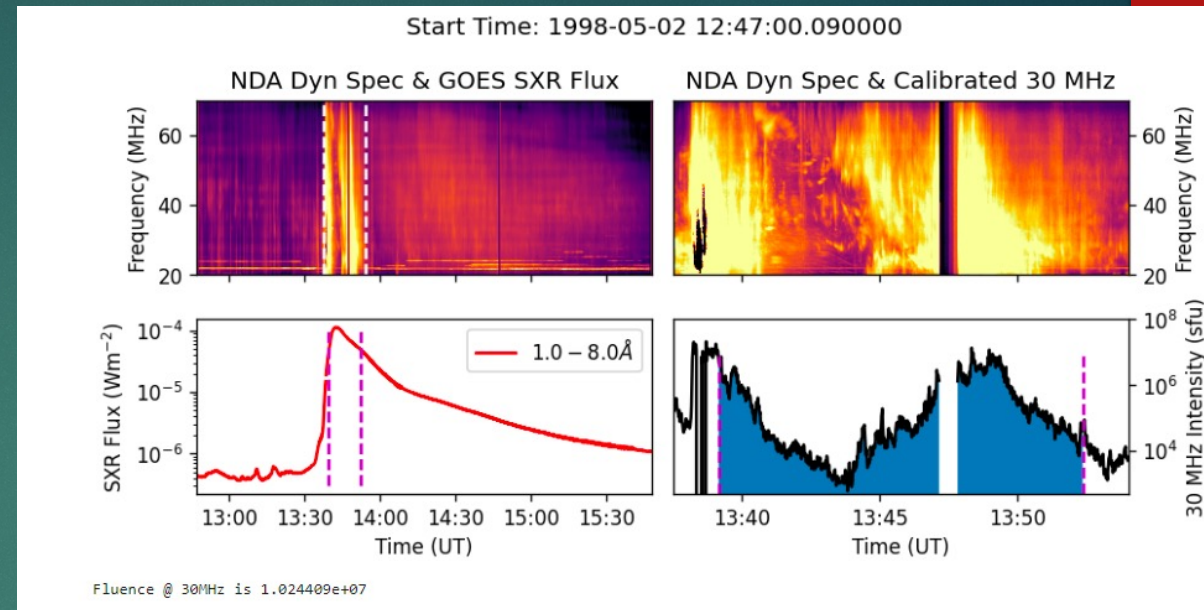 Start Time: 1998-05-02 12:47:00.090000
NDA Dyn Spec & GOES SXR Flux
NDA Dyn Spec & Calibrated 30 MHz
Frequency (MHz)
60
40
20
60
40
20
Frequency (MHz)
SXR Flux (Wm⁻²)
10⁻⁴
10⁻⁵
10⁻⁶
1.0 − 8.0Å
13:00 13:30 14:00 14:30 15:00 15:30
Time (UT)
10⁸
10⁶
10⁴
30 MHz Intensity (sfu)
13:40 13:45 13:50
Time (UT)
Fluence @ 30MHz is 1.024409e+07